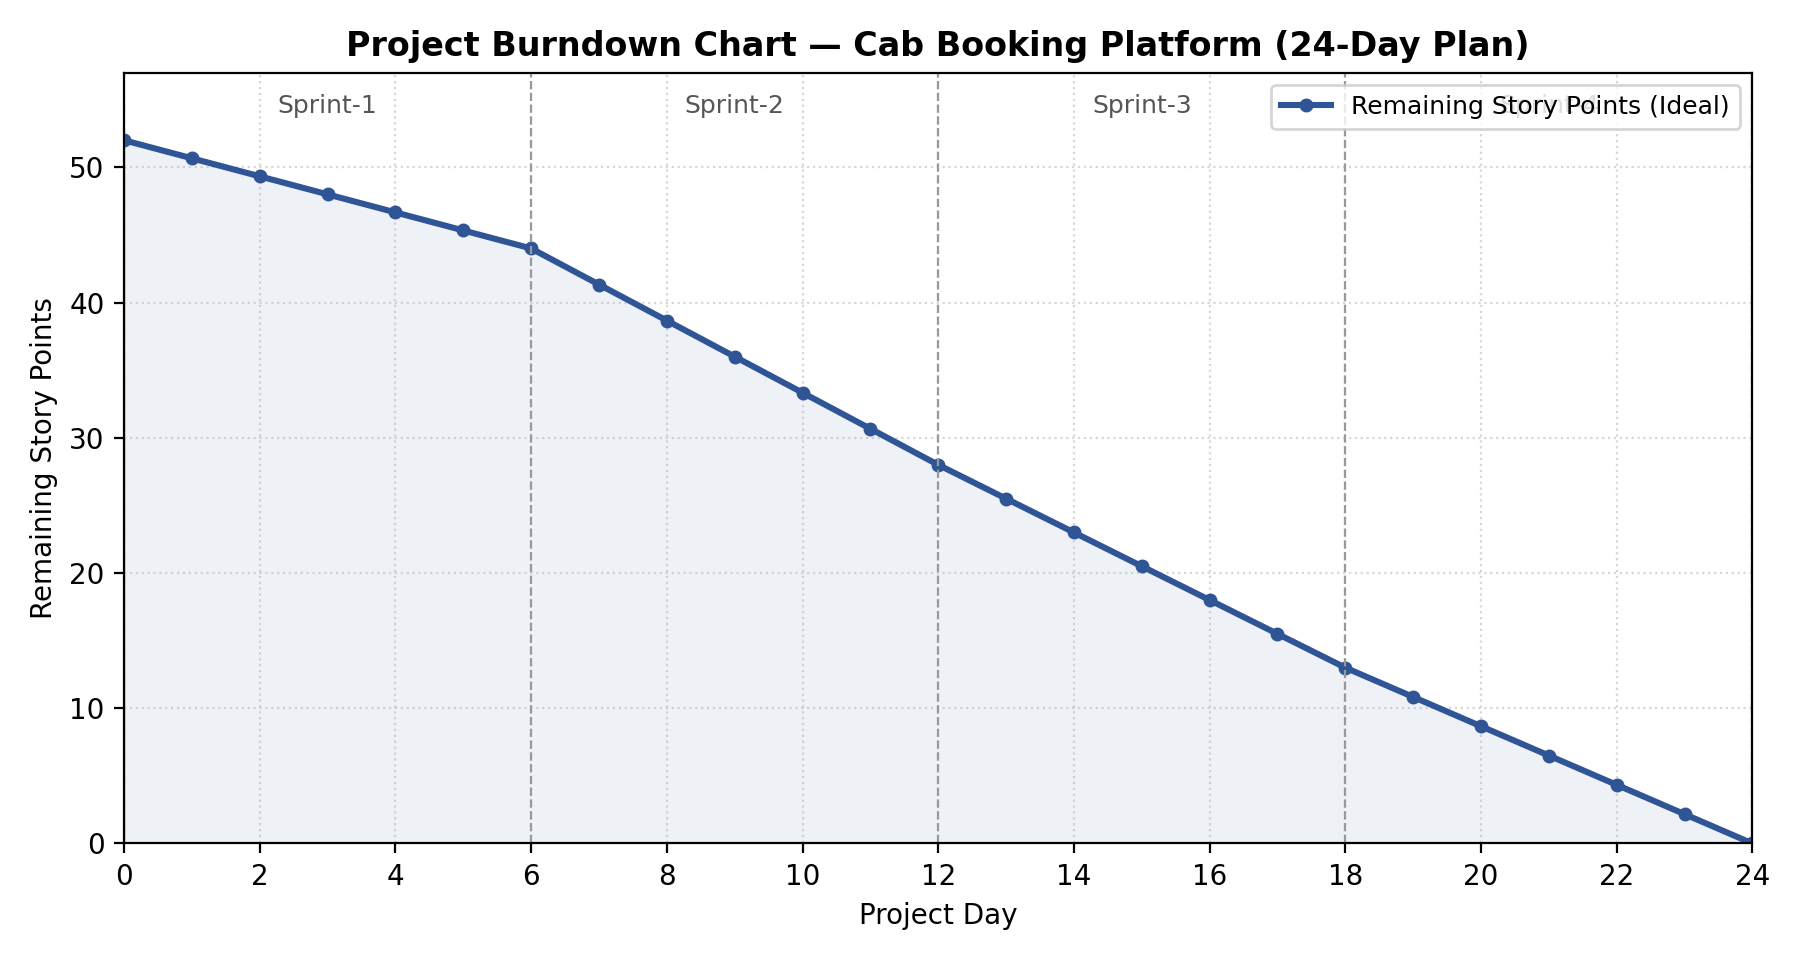 Project Burndown Chart — Cab Booking Platform (24-Day Plan)
Sprint-1
Sprint-2
Sprint-3
Remaining Story Points (Ideal)
Remaining Story Points
50
40
30
20
10
0
0 2 4 6 8 10 12 14 16 18 20 22 24
Project Day